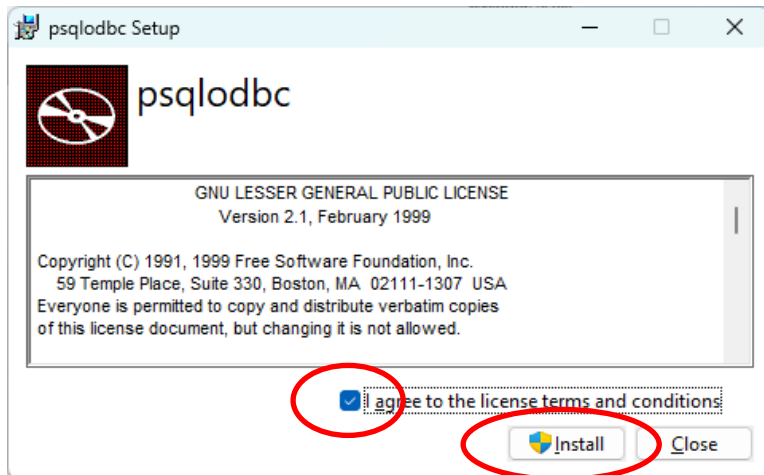 psqlodbc Setup
psqlodbc
GNU LESSER GENERAL PUBLIC LICENSE
Version 2.1, February 1999
Copyright (C) 1991, 1999 Free Software Foundation, Inc.
59 Temple Place, Suite 330, Boston, MA 02111-1307 USA
Everyone is permitted to copy and distribute verbatim copies
of this license document, but changing it is not allowed.
I agree to the license terms and conditions
Install Close